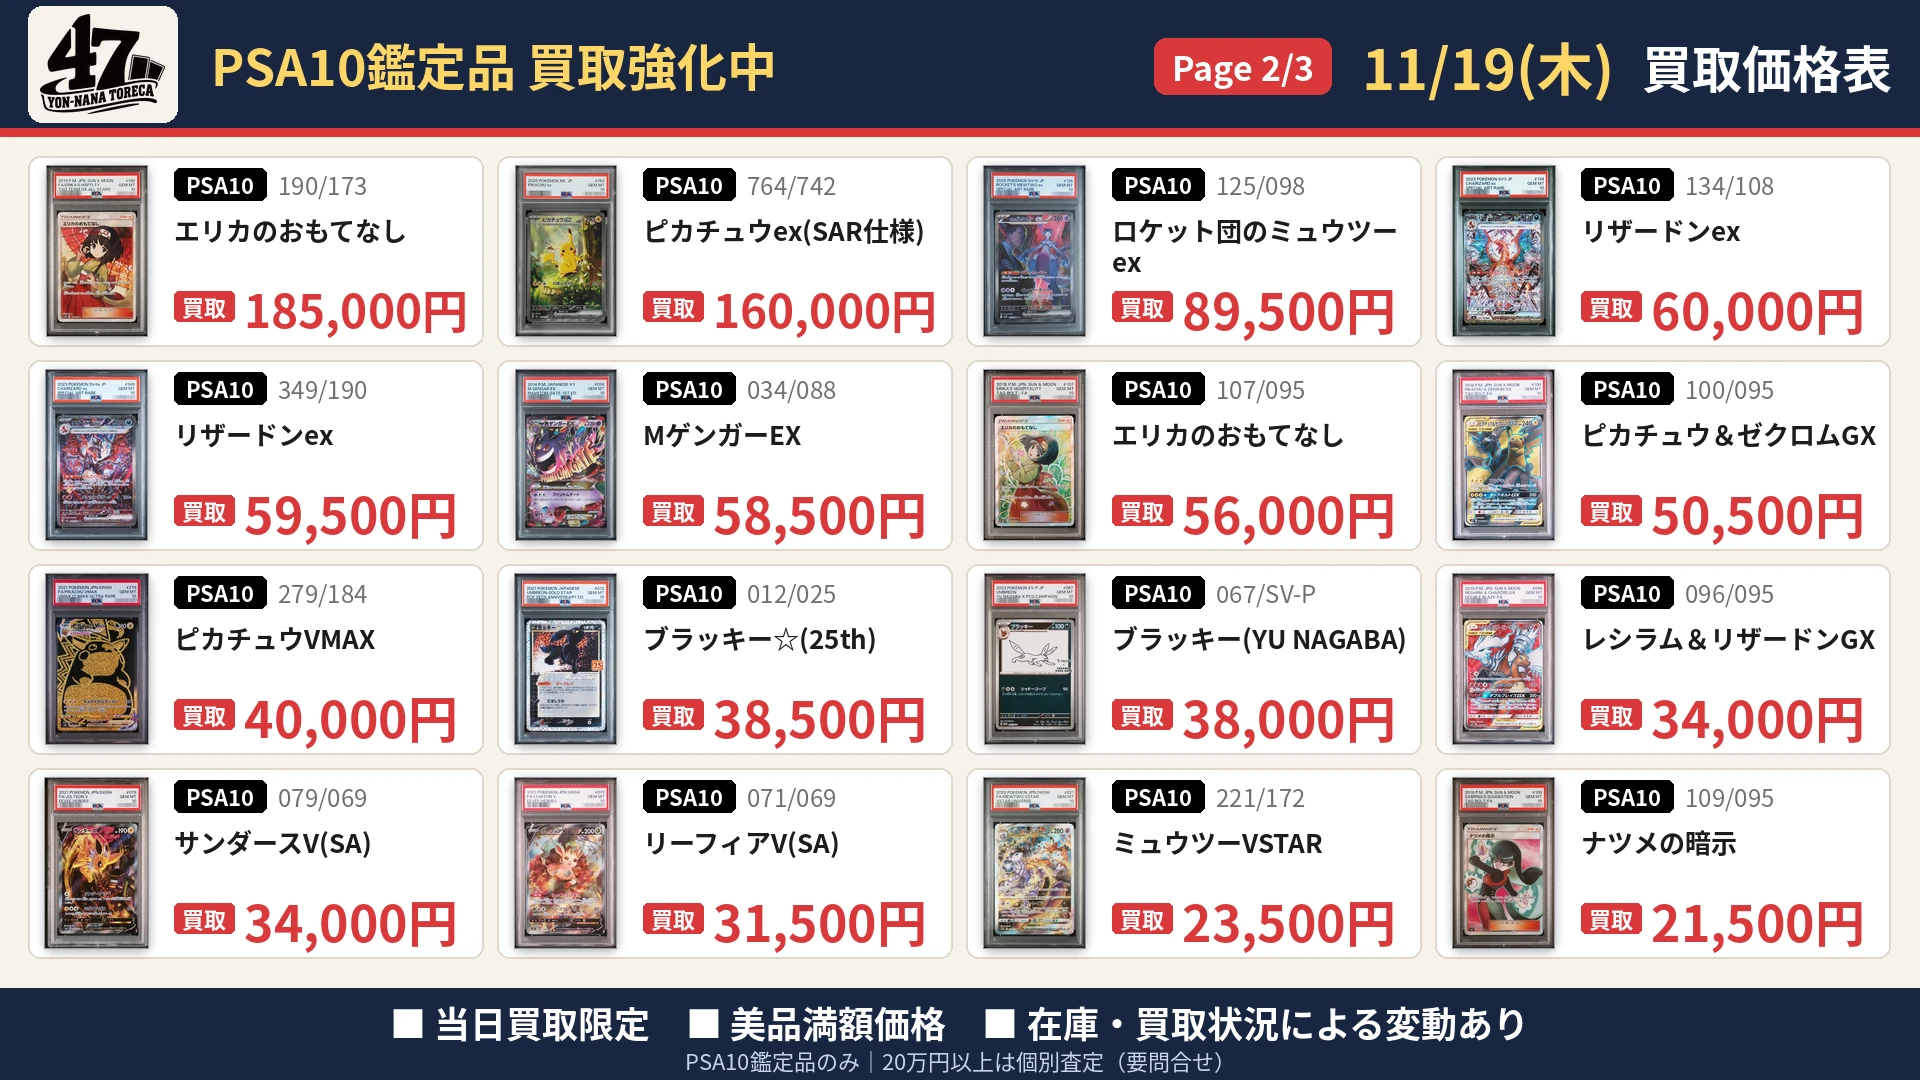 47
YON-NANA TORECA
PSA10鑑定品 買取強化中
Page 2/3
11/19(木) 買取価格表
PSA10 190/173
エリカのおもてなし
買取 185,000円
PSA10 764/742
ピカチュウex(SAR仕様)
買取 160,000円
PSA10 125/098
ロケット団のミュウツー
ex
買取 89,500円
PSA10 134/108
リザードンex
買取 60,000円
PSA10 349/190
リザードンex
買取 59,500円
PSA10 034/088
MゲンガーEX
買取 58,500円
PSA10 107/095
エリカのおもてなし
買取 56,000円
PSA10 100/095
ピカチュウ＆ゼクロムGX
買取 50,500円
PSA10 279/184
ピカチュウVMAX
買取 40,000円
PSA10 012/025
ブラッキー☆(25th)
買取 38,500円
PSA10 067/SV-P
ブラッキー(YU NAGABA)
買取 38,000円
PSA10 096/095
レシラム＆リザードンGX
買取 34,000円
PSA10 079/069
サンダースV(SA)
買取 34,000円
PSA10 071/069
リーフィアV(SA)
買取 31,500円
PSA10 221/172
ミュウツーVSTAR
買取 23,500円
PSA10 109/095
ナツメの暗示
買取 21,500円
■ 当日買取限定 ■ 美品満額価格 ■ 在庫・買取状況による変動あり
PSA10鑑定品のみ｜20万円以上は個別査定（要問合せ）